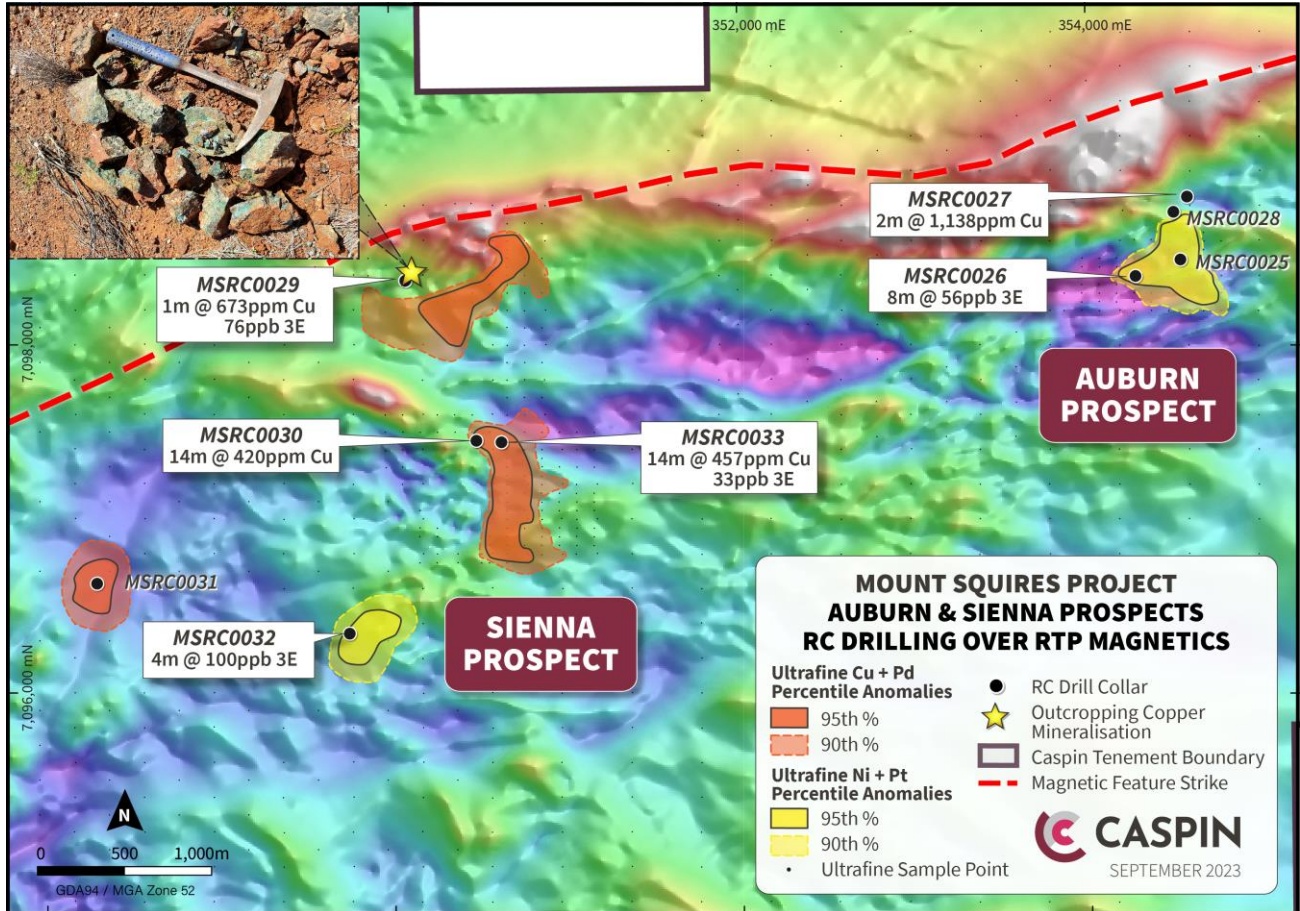 352,000 mE
354,000 mE
7,098,000 mN
7,096,000 mN
MSRC0027
2m @ 1,138ppm Cu
MSRC0028
MSRC0025
MSRC0026
8m @ 56ppb 3E
MSRC0029
1m @ 673ppm Cu
76ppb 3E
AUBURN
PROSPECT
MSRC0030
14m @ 420ppm Cu
MSRC0033
14m @ 457ppm Cu
33ppb 3E
MSRC0031
MSRC0032
4m @ 100ppb 3E
SIENNA
PROSPECT
MOUNT SQUIRES PROJECT
AUBURN & SIENNA PROSPECTS
RC DRILLING OVER RTP MAGNETICS
Ultrafine Cu + Pd
Percentile Anomalies
95th %
90th %
Ultrafine Ni + Pt
Percentile Anomalies
95th %
90th %
Ultrafine Sample Point
RC Drill Collar
Outcropping Copper
Mineralisation
Caspin Tenement Boundary
Magnetic Feature Strike
CASPIN
SEPTEMBER 2023
N
0 500 1,000m
GDA94 / MGA Zone 52